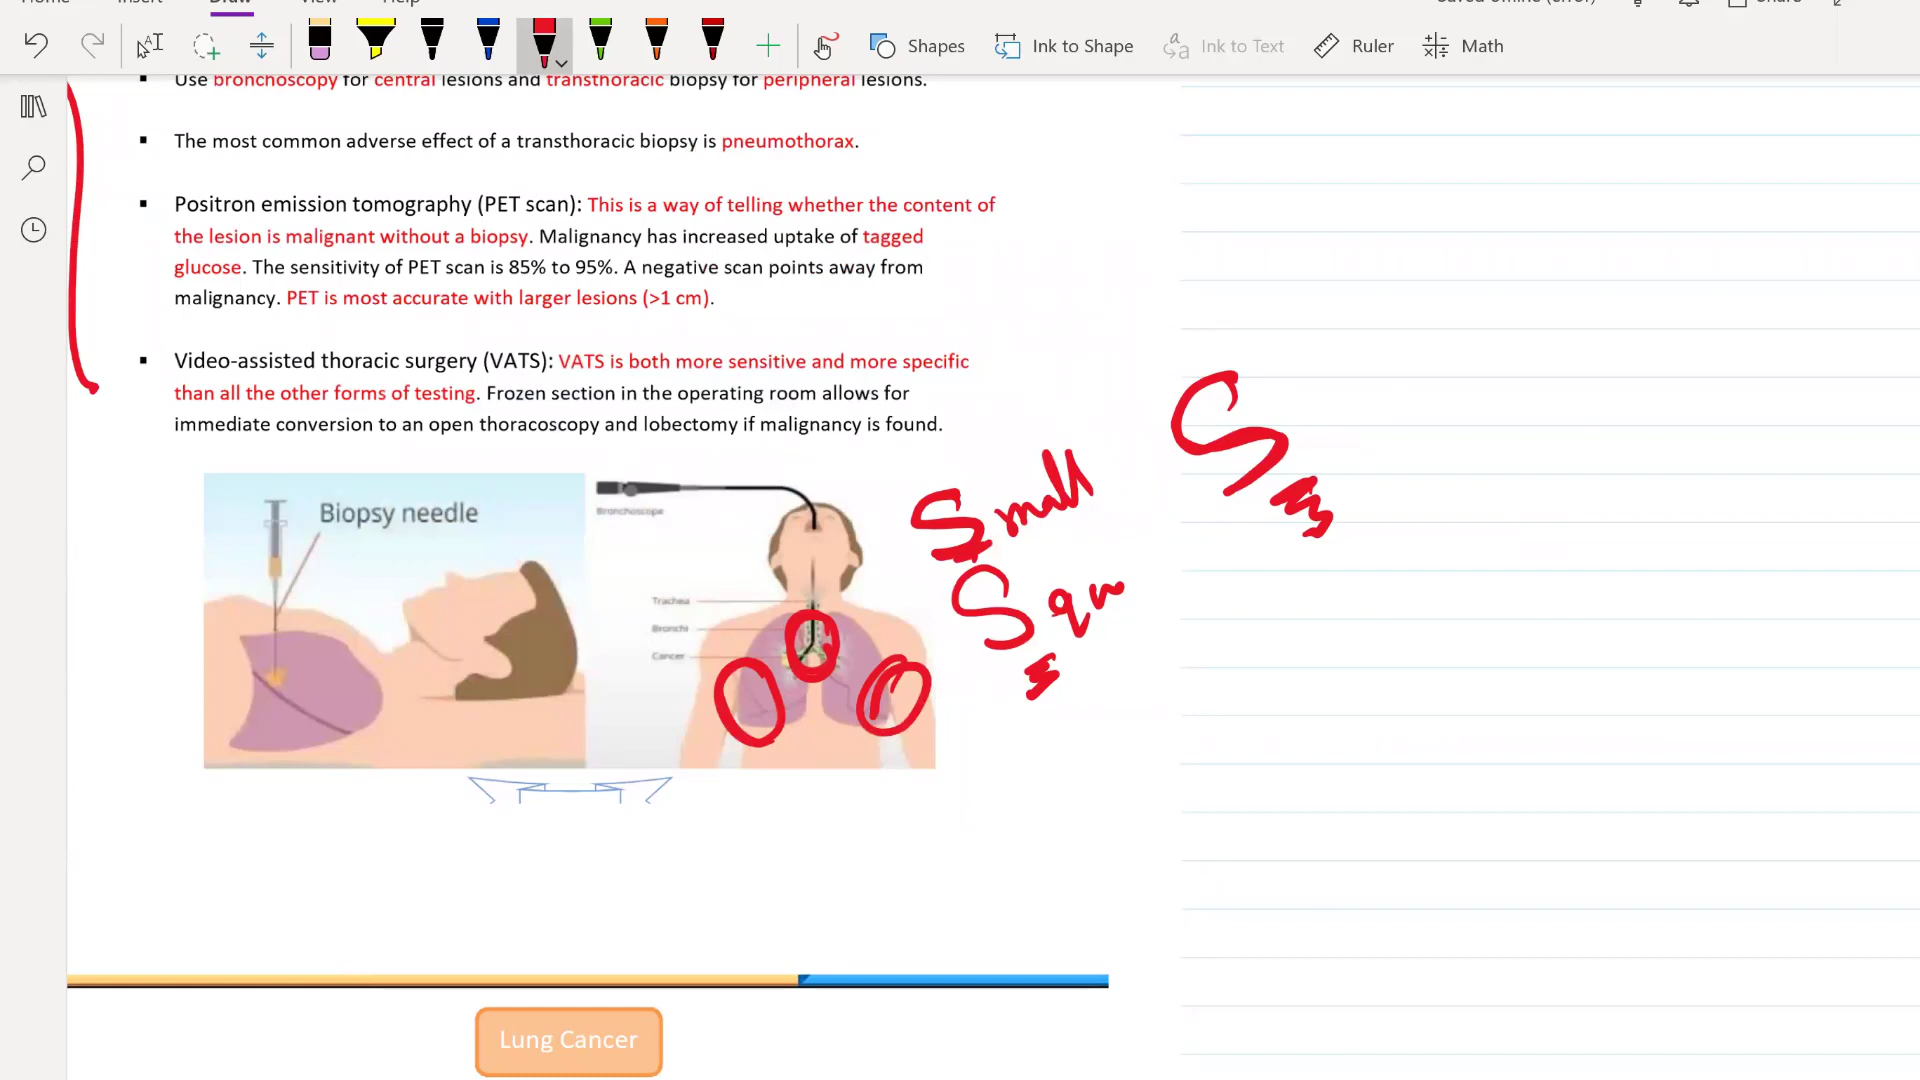 Home Insert Draw View Help Saved online (error) Share
Shapes Ink to Shape Ink to Text Ruler Math
▪ Use bronchoscopy for central lesions and transthoracic biopsy for peripheral lesions.
▪ The most common adverse effect of a transthoracic biopsy is pneumothorax.
▪ Positron emission tomography (PET scan): This is a way of telling whether the content of
the lesion is malignant without a biopsy. Malignancy has increased uptake of tagged
glucose. The sensitivity of PET scan is 85% to 95%. A negative scan points away from
malignancy. PET is most accurate with larger lesions (>1 cm).
▪ Video-assisted thoracic surgery (VATS): VATS is both more sensitive and more specific
than all the other forms of testing. Frozen section in the operating room allows for
immediate conversion to an open thoracoscopy and lobectomy if malignancy is found.
Biopsy needle
Bronchoscope
Trachea
Bronchi
Cancer
Small
Squ
S
Lung Cancer